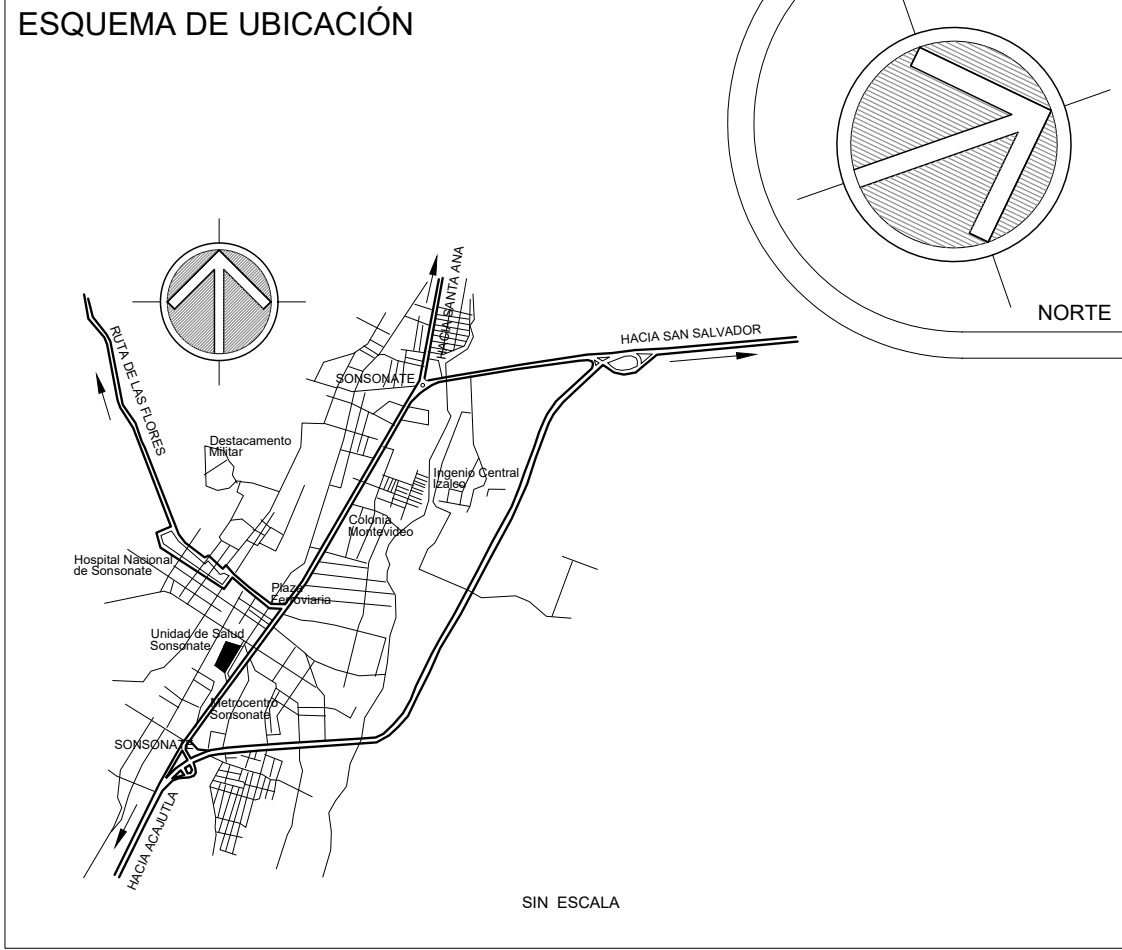 ESQUEMA DE UBICACIÓN
NORTE
HACIA SANTA ANA
HACIA SAN SALVADOR
RUTA DE LAS FLORES
SONSONATE
Destacamento
Militar
Ingenio Central
Izalco
Colonia
Montevideo
Hospital Nacional
de Sonsonate
Plaza
Ferroviaria
Unidad de Salud
Sonsonate
Metrocentro
Sonsonate
SONSONATE
HACIA ACAJUTLA
SIN ESCALA